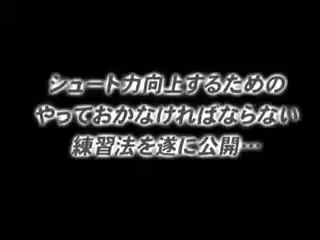 シュート力向上するための
やっておかなければならない
練習法を遂に公開…